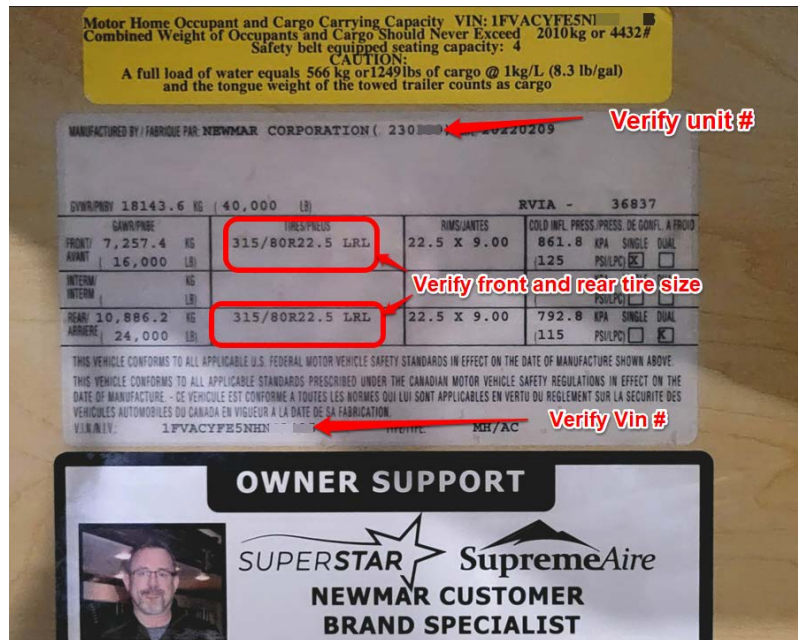 Motor Home Occupant and Cargo Carrying Capacity VIN: 1FVACYFE5N
Combined Weight of Occupants and Cargo Should Never Exceed 2010kg or 4432#
Safety belt equipped seating capacity: 4
CAUTION:
A full load of water equals 566 kg or1249lbs of cargo @ 1kg/L (8.3 lb/gal)
and the tongue weight of the towed trailer counts as cargo
Verify unit #
MANUFACTURED BY / FABRIQUE PAR: NEWMAR CORPORATION( 230 20220209
GVWR/PNBV 18143.6 KG ( 40,000 LB) RVIA - 36837
GAWR/PNBE TIRES/PNEUS RIMS/JANTES COLD INFL. PRESS./PRESS. DE GONFL. A FROID
FRONT/ 7,257.4 KG 315/80R22.5 LRL 22.5 X 9.00 861.8 KPA SINGLE DUAL
AVANT ( 16,000 LB) (125 PSI/LPC) X
Verify front and rear tire size
INTERM/ KG
INTERM ( LB) PSI/LPC)
REAR/ 10,886.2 KG 315/80R22.5 LRL 22.5 X 9.00 792.8 KPA SINGLE DUAL
ARRIERE ( 24,000 LB) (115 PSI/LPC) X
THIS VEHICLE CONFORMS TO ALL APPLICABLE U.S. FEDERAL MOTOR VEHICLE SAFETY STANDARDS IN EFFECT ON THE DATE OF MANUFACTURE SHOWN ABOVE.
THIS VEHICLE CONFORMS TO ALL APPLICABLE STANDARDS PRESCRIBED UNDER THE CANADIAN MOTOR VEHICLE SAFETY REGULATIONS IN EFFECT ON THE
DATE OF MANUFACTURE. - CE VEHICULE EST CONFORME A TOUTES LES NORMES QUI LUI SONT APPLICABLES EN VERTU DU REGLEMENT SUR LA SECURITE DES
VEHICULES AUTOMOBILES DU CANADA EN VIGUEUR A LA DATE DE SA FABRICATION.
Verify Vin #
V.I.N./N.I.V.: 1FVACYFE5NHN MH/AC
OWNER SUPPORT
SUPERSTAR SupremeAire
NEWMAR CUSTOMER
BRAND SPECIALIST